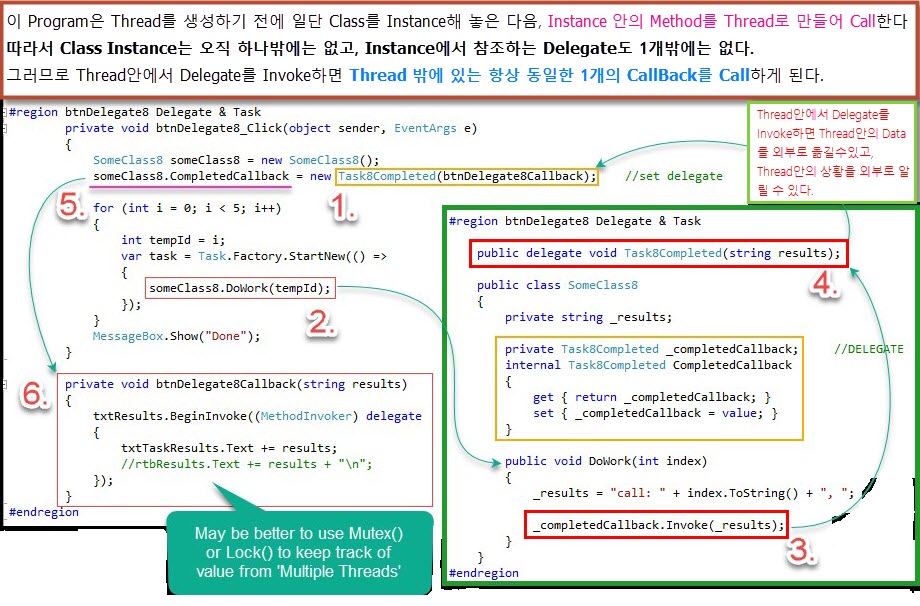 이 Program은 Thread를 생성하기 전에 일단 Class를 Instance해 놓은 다음, Instance 안의 Method를 Thread로 만들어 Call한다
따라서 Class Instance는 오직 하나밖에는 없고, Instance에서 참조하는 Delegate도 1개밖에는 없다.
그러므로 Thread안에서 Delegate를 Invoke하면 Thread 밖에 있는 항상 동일한 1개의 CallBack를 Call하게 된다.
#region btnDelegate8 Delegate & Task
private void btnDelegate8_Click(object sender, EventArgs e)
{
SomeClass8 someClass8 = new SomeClass8();
someClass8.CompletedCallback = new Task8Completed(btnDelegate8Callback); //set delegate
5.
1.
for (int i = 0; i < 5; i++)
{
int tempId = i;
var task = Task.Factory.StartNew(() =>
{
someClass8.DoWork(tempId);
});
2.
}
MessageBox.Show("Done");
}
6.
private void btnDelegate8Callback(string results)
{
txtResults.BeginInvoke((MethodInvoker) delegate
{
txtTaskResults.Text += results;
//rtbResults.Text += results + "\n";
});
}
#endregion
May be better to use Mutex()
or Lock() to keep track of
value from 'Multiple Threads'
Thread안에서 Delegate를
Invoke하면 Thread안의 Data
를 외부로 옮길수있고,
Thread안의 상황을 외부로 알
릴 수 있다.
#region btnDelegate8 Delegate & Task
public delegate void Task8Completed(string results);
4.
public class SomeClass8
{
private string _results;
private Task8Completed _completedCallback; //DELEGATE
internal Task8Completed CompletedCallback
{
get { return _completedCallback; }
set { _completedCallback = value; }
}
public void DoWork(int index)
{
_results = "call: " + index.ToString() + ", ";
_completedCallback.Invoke(_results);
3.
}
}
#endregion